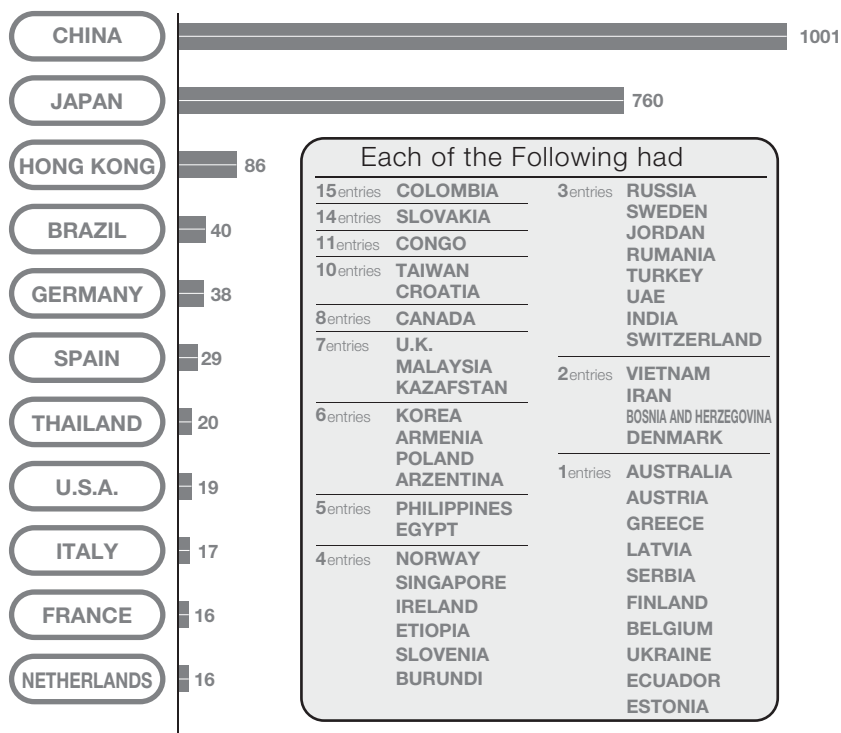 CHINA 1001
JAPAN 760
HONG KONG 86
BRAZIL 40
GERMANY 38
SPAIN 29
THAILAND 20
U.S.A. 19
ITALY 17
FRANCE 16
NETHERLANDS 16
Each of the Following had
15entries COLOMBIA
14entries SLOVAKIA
11entries CONGO
10entries TAIWAN
CROATIA
8entries CANADA
7entries U.K.
MALAYSIA
KAZAFSTAN
6entries KOREA
ARMENIA
POLAND
ARZENTINA
5entries PHILIPPINES
EGYPT
4entries NORWAY
SINGAPORE
IRELAND
ETIOPIA
SLOVENIA
BURUNDI
3entries RUSSIA
SWEDEN
JORDAN
RUMANIA
TURKEY
UAE
INDIA
SWITZERLAND
2entries VIETNAM
IRAN
BOSNIA AND HERZEGOVINA
DENMARK
1entries AUSTRALIA
AUSTRIA
GREECE
LATVIA
SERBIA
FINLAND
BELGIUM
UKRAINE
ECUADOR
ESTONIA